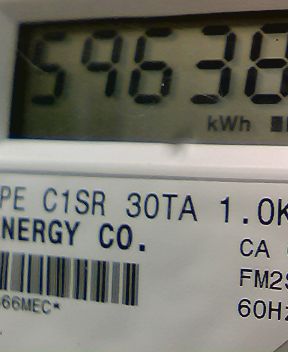 59638
kWh
PE C1SR 30TA 1.0K
NERGY CO.
CA
FM2S
66MEC*
60Hz